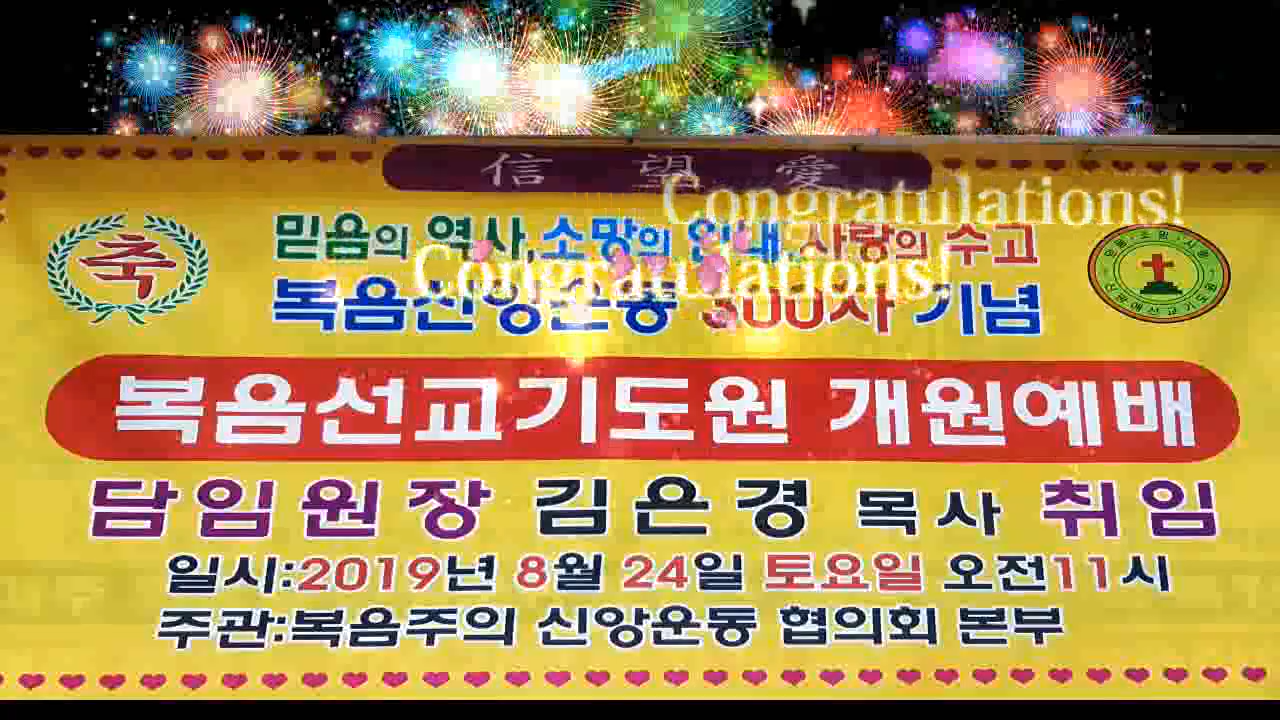 信 望 愛
Congratulations!
축
믿음의 역사, 소망의 인내, 사랑의 수고
Congratulations!
복음신앙운동 300차 기념
복음선교기도원 개원예배
담임원장 김은경 목사 취임
일시:2019년 8월 24일 토요일 오전11시
주관:복음주의 신앙운동 협의회 본부